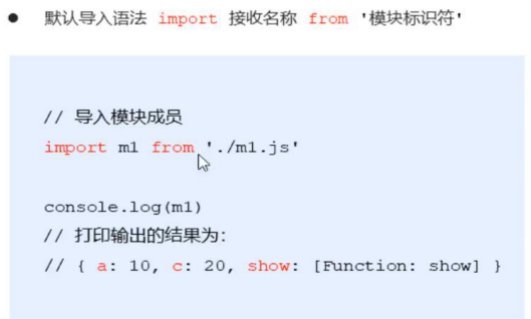 ● 默认导入语法 import 接收名称 from '模块标识符'
// 导入模块成员
import m1 from './m1.js'
console.log(m1)
// 打印输出的结果为:
// { a: 10, c: 20, show: [Function: show] }